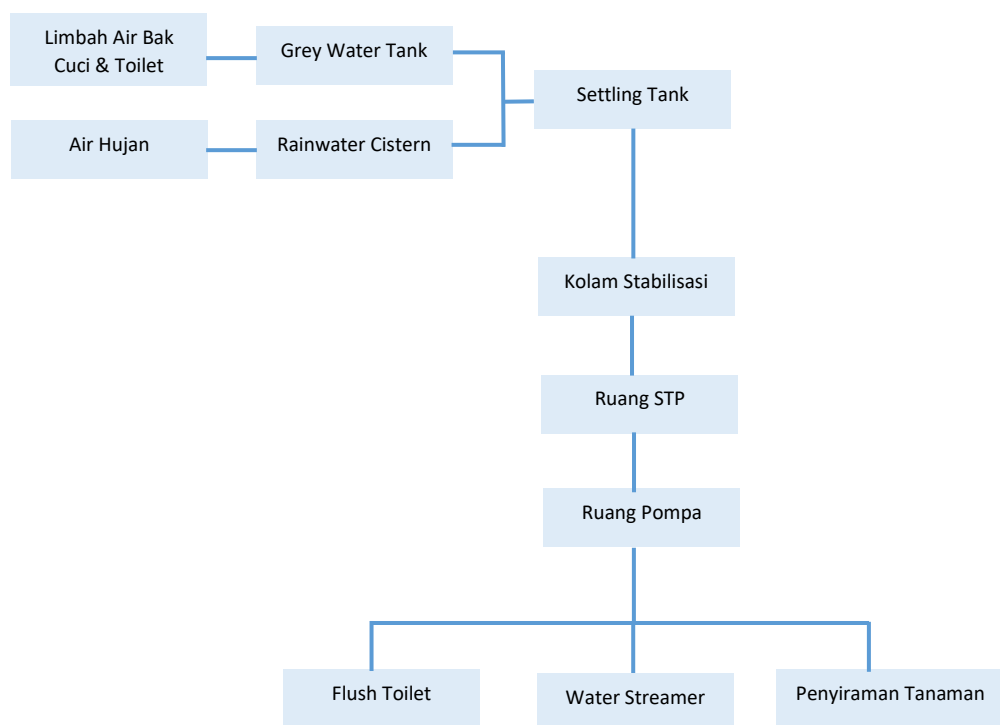 Limbah Air Bak
Cuci & Toilet
Grey Water Tank
Settling Tank
Air Hujan
Rainwater Cistern
Kolam Stabilisasi
Ruang STP
Ruang Pompa
Flush Toilet
Water Streamer
Penyiraman Tanaman